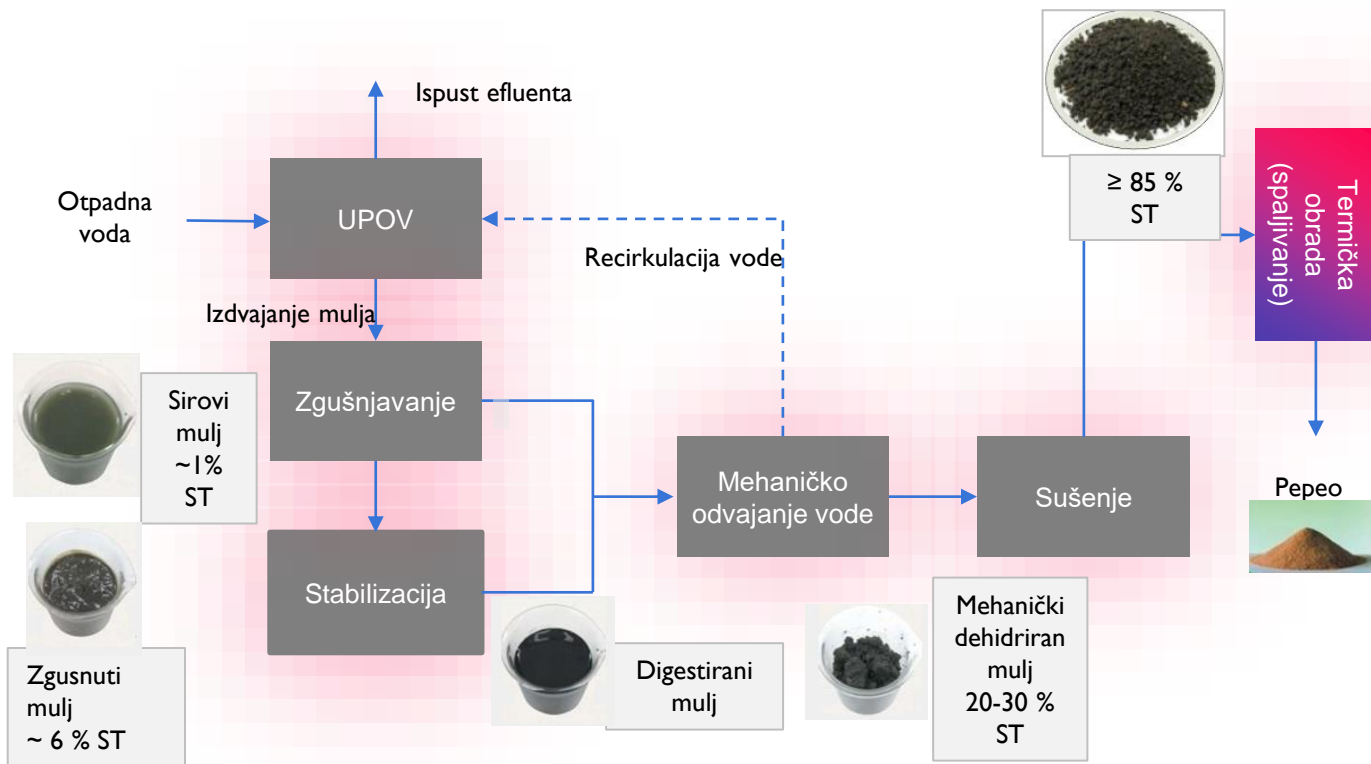 Ispust efluenta
Otpadna
voda
UPOV
Recirkulacija vode
≥ 85 %
ST
Termička
obrada
(spaljivanje)
Izdvajanje mulja
Sirovi
mulj
~1%
ST
Zgušnjavanje
Mehaničko
odvajanje vode
Sušenje
Pepeo
Zgusnuti
mulj
~ 6 % ST
Stabilizacija
Digestirani
mulj
Mehanički
dehidriran
mulj
20-30 %
ST